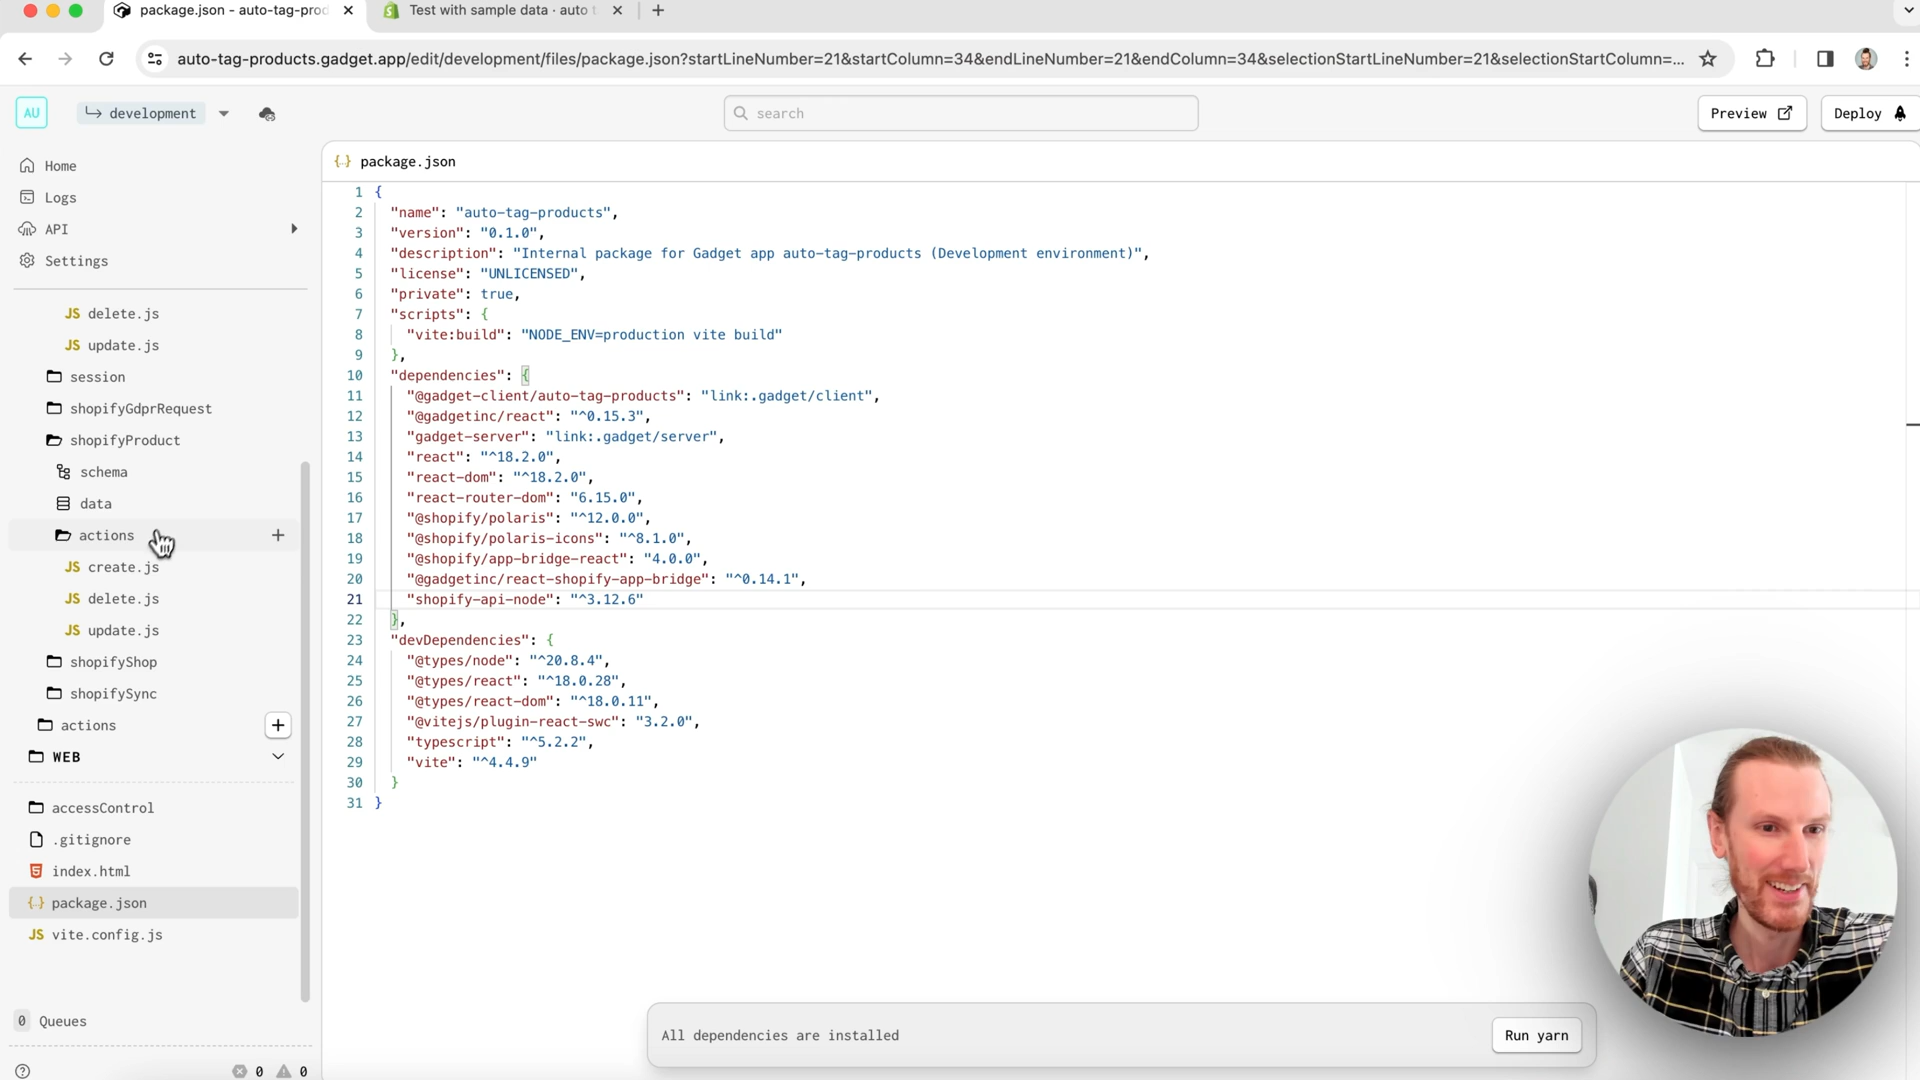 package.json - auto-tag-prod
Test with sample data · auto t
auto-tag-products.gadget.app/edit/development/files/package.json?startLineNumber=21&startColumn=34&endLineNumber=21&endColumn=34&selectionStartLineNumber=21&selectionStartColumn=...
AU
development
search
Preview
Deploy
Home
Logs
API
Settings
JS delete.js
JS update.js
session
shopifyGdprRequest
shopifyProduct
schema
data
actions
JS create.js
JS delete.js
JS update.js
shopifyShop
shopifySync
actions
WEB
accessControl
.gitignore
index.html
{} package.json
JS vite.config.js
0 Queues
0 0
{} package.json
1 {
2 "name": "auto-tag-products",
3 "version": "0.1.0",
4 "description": "Internal package for Gadget app auto-tag-products (Development environment)",
5 "license": "UNLICENSED",
6 "private": true,
7 "scripts": {
8 "vite:build": "NODE_ENV=production vite build"
9 },
10 "dependencies": {
11 "@gadget-client/auto-tag-products": "link:.gadget/client",
12 "@gadgetinc/react": "^0.15.3",
13 "gadget-server": "link:.gadget/server",
14 "react": "^18.2.0",
15 "react-dom": "^18.2.0",
16 "react-router-dom": "6.15.0",
17 "@shopify/polaris": "^12.0.0",
18 "@shopify/polaris-icons": "^8.1.0",
19 "@shopify/app-bridge-react": "4.0.0",
20 "@gadgetinc/react-shopify-app-bridge": "^0.14.1",
21 "shopify-api-node": "^3.12.6"
22 },
23 "devDependencies": {
24 "@types/node": "^20.8.4",
25 "@types/react": "^18.0.28",
26 "@types/react-dom": "^18.0.11",
27 "@vitejs/plugin-react-swc": "3.2.0",
28 "typescript": "^5.2.2",
29 "vite": "^4.4.9"
30 }
31 }
All dependencies are installed
Run yarn